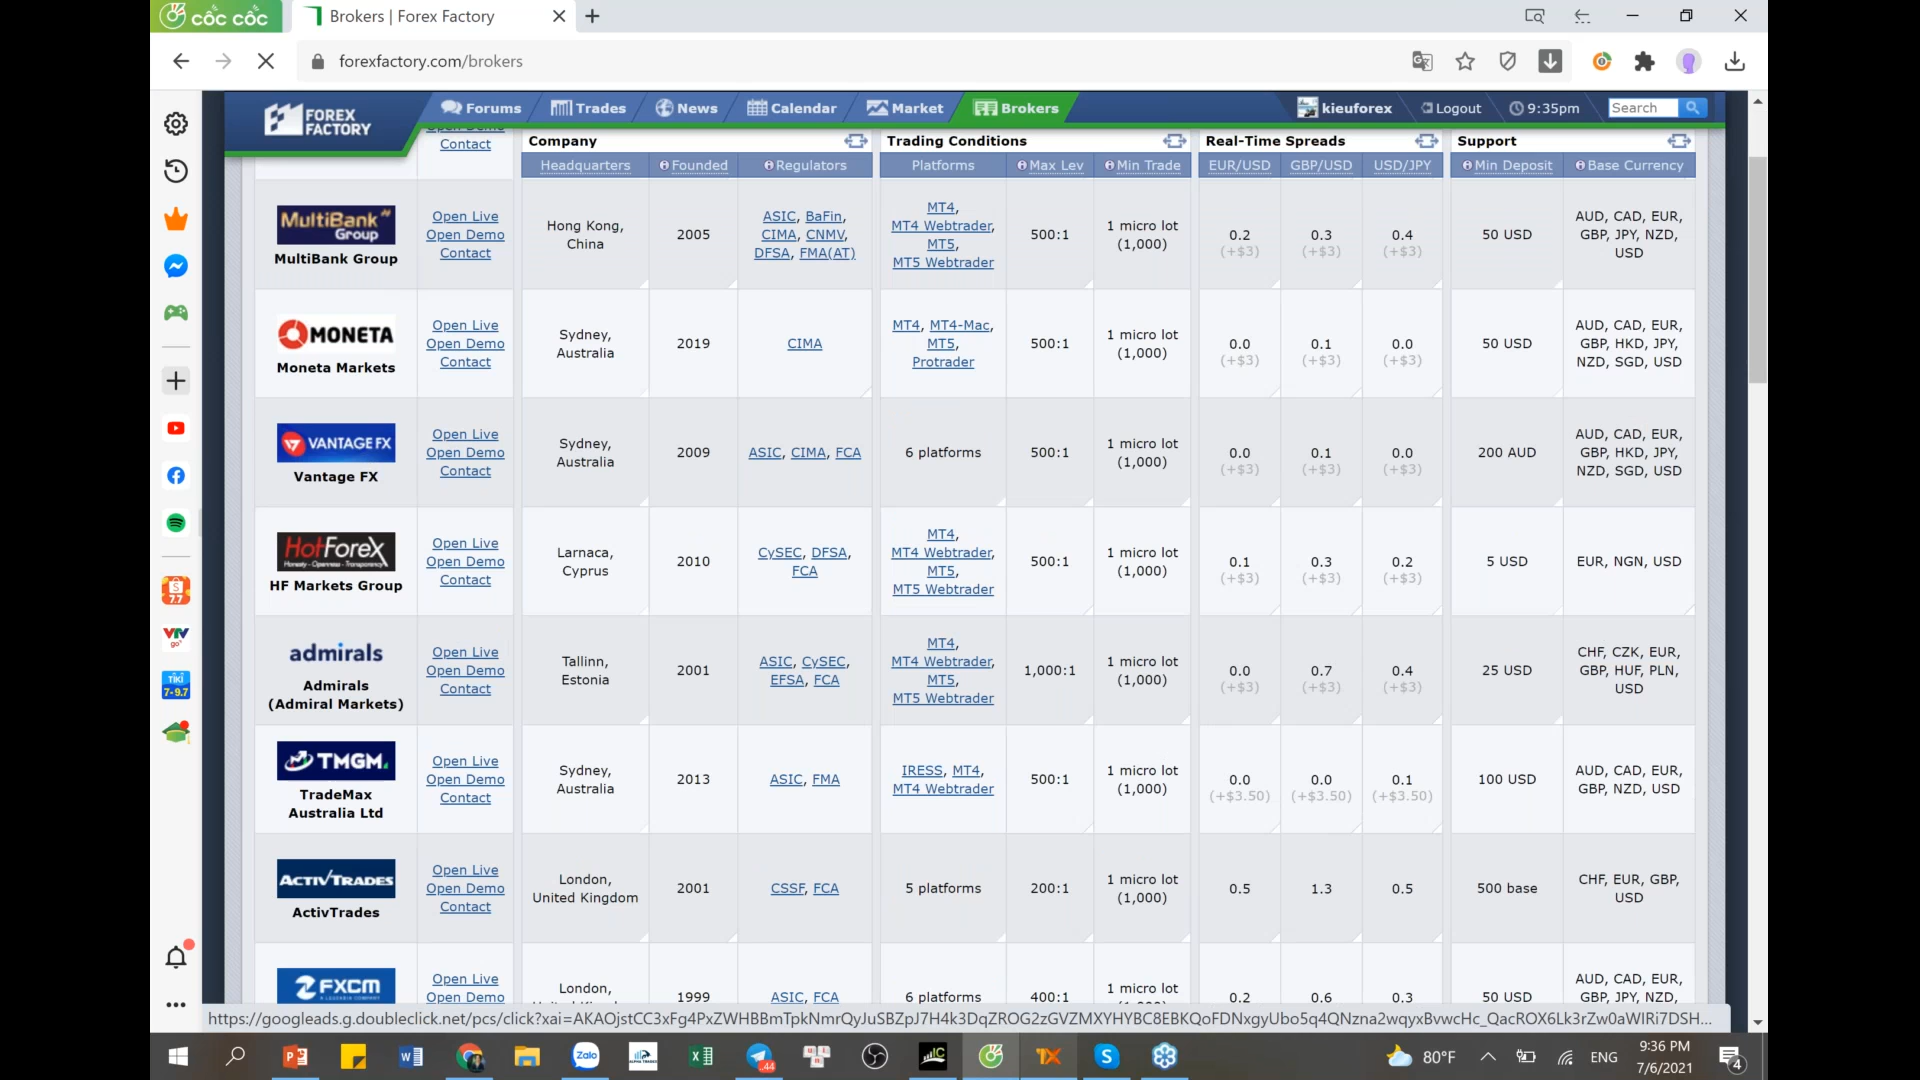 cốc cốc
Brokers | Forex Factory
forexfactory.com/brokers
FOREX FACTORY
Forums
Trades
News
Calendar
Market
Brokers
kieuforex
Logout
9:35pm
Search
Open Demo
Contact
Company
Trading Conditions
Real-Time Spreads
Support
Headquarters
Founded
Regulators
Platforms
Max Lev
Min Trade
EUR/USD
GBP/USD
USD/JPY
Min Deposit
Base Currency
MultiBank
Group
MultiBank Group
Open Live
Open Demo
Contact
Hong Kong,
China
2005
ASIC, BaFin,
CIMA, CNMV,
DFSA, FMA(AT)
MT4,
MT4 Webtrader,
MT5,
MT5 Webtrader
500:1
1 micro lot
(1,000)
0.2
(+$3)
0.3
(+$3)
0.4
(+$3)
50 USD
AUD, CAD, EUR,
GBP, JPY, NZD,
USD
MONETA
Moneta Markets
Open Live
Open Demo
Contact
Sydney,
Australia
2019
CIMA
MT4, MT4-Mac,
MT5,
Protrader
500:1
1 micro lot
(1,000)
0.0
(+$3)
0.1
(+$3)
0.0
(+$3)
50 USD
AUD, CAD, EUR,
GBP, HKD, JPY,
NZD, SGD, USD
VANTAGE FX
Vantage FX
Open Live
Open Demo
Contact
Sydney,
Australia
2009
ASIC, CIMA, FCA
6 platforms
500:1
1 micro lot
(1,000)
0.0
(+$3)
0.1
(+$3)
0.0
(+$3)
200 AUD
AUD, CAD, EUR,
GBP, HKD, JPY,
NZD, SGD, USD
HotForex
Honesty - Openness - Transparency
HF Markets Group
Open Live
Open Demo
Contact
Larnaca,
Cyprus
2010
CySEC, DFSA,
FCA
MT4,
MT4 Webtrader,
MT5,
MT5 Webtrader
500:1
1 micro lot
(1,000)
0.1
(+$3)
0.3
(+$3)
0.2
(+$3)
5 USD
EUR, NGN, USD
admirals
Admirals
(Admiral Markets)
Open Live
Open Demo
Contact
Tallinn,
Estonia
2001
ASIC, CySEC,
EFSA, FCA
MT4,
MT4 Webtrader,
MT5,
MT5 Webtrader
1,000:1
1 micro lot
(1,000)
0.0
(+$3)
0.7
(+$3)
0.4
(+$3)
25 USD
CHF, CZK, EUR,
GBP, HUF, PLN,
USD
TMGM
TradeMax
Australia Ltd
Open Live
Open Demo
Contact
Sydney,
Australia
2013
ASIC, FMA
IRESS, MT4,
MT4 Webtrader
500:1
1 micro lot
(1,000)
0.0
(+$3.50)
0.0
(+$3.50)
0.1
(+$3.50)
100 USD
AUD, CAD, EUR,
GBP, NZD, USD
ACTIVTRADES
ActivTrades
Open Live
Open Demo
Contact
London,
United Kingdom
2001
CSSF, FCA
5 platforms
200:1
1 micro lot
(1,000)
0.5
1.3
0.5
500 base
CHF, EUR, GBP,
USD
FXCM
Open Live
Open Demo
London,
1999
ASIC, FCA
6 platforms
400:1
1 micro lot
0.2
0.6
0.3
50 USD
AUD, CAD, EUR,
GBP, JPY, NZD,
80°F
ENG
9:36 PM
7/6/2021
4